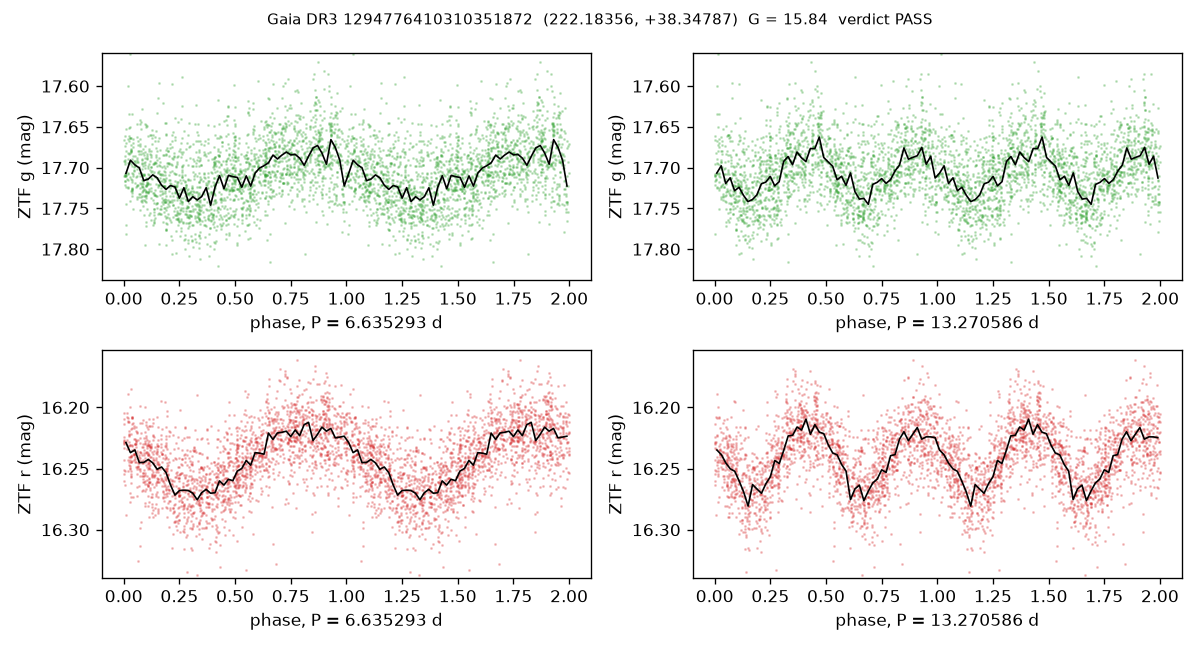 Gaia DR3 1294776410310351872  (222.18356, +38.34787)  G = 15.84  verdict PASS
ZTF g (mag)
17.60
17.65
17.70
17.75
17.80
0.00 0.25 0.50 0.75 1.00 1.25 1.50 1.75 2.00
phase, P = 6.635293 d
ZTF g (mag)
17.60
17.65
17.70
17.75
17.80
0.00 0.25 0.50 0.75 1.00 1.25 1.50 1.75 2.00
phase, P = 13.270586 d
ZTF r (mag)
16.20
16.25
16.30
0.00 0.25 0.50 0.75 1.00 1.25 1.50 1.75 2.00
phase, P = 6.635293 d
ZTF r (mag)
16.20
16.25
16.30
0.00 0.25 0.50 0.75 1.00 1.25 1.50 1.75 2.00
phase, P = 13.270586 d